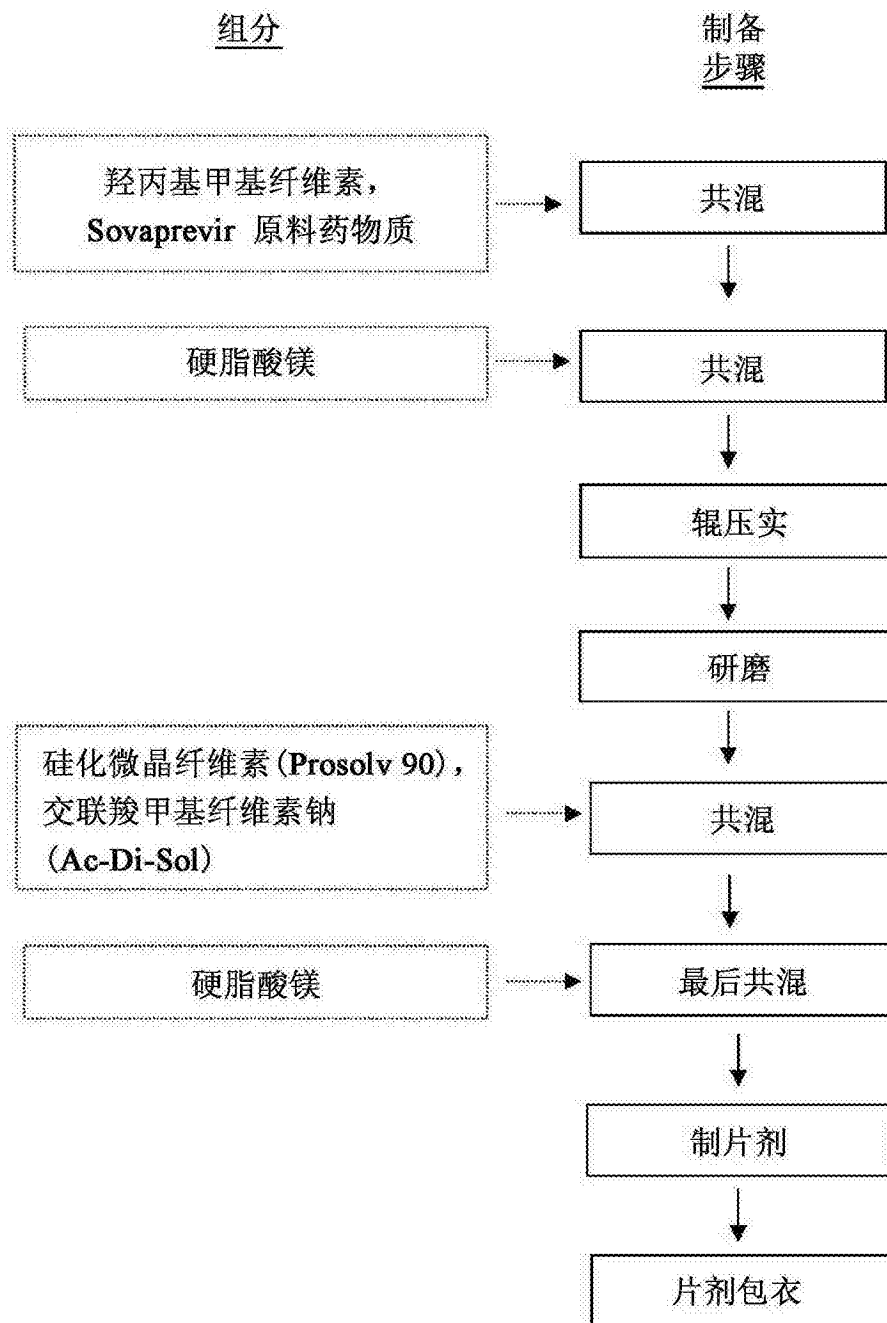 组分
制备
步骤
羟丙基甲基纤维素，
Sovaprevir 原料药物质
共混
硬脂酸镁
共混
辊压实
研磨
硅化微晶纤维素(Prosolv 90)，
交联羧甲基纤维素钠
(Ac-Di-Sol)
共混
硬脂酸镁
最后共混
制片剂
片剂包衣